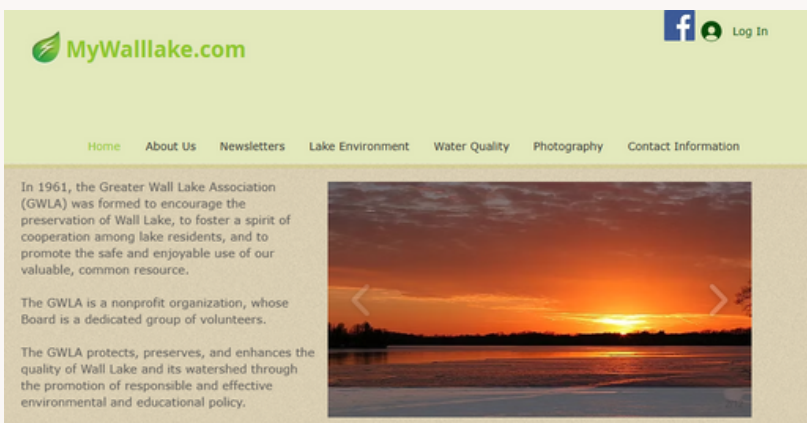 MyWalllake.com
Log In
Home About Us Newsletters Lake Environment Water Quality Photography Contact Information
In 1961, the Greater Wall Lake Association
(GWLA) was formed to encourage the
preservation of Wall Lake, to foster a spirit of
cooperation among lake residents, and to
promote the safe and enjoyable use of our
valuable, common resource.
The GWLA is a nonprofit organization, whose
Board is a dedicated group of volunteers.
The GWLA protects, preserves, and enhances the
quality of Wall Lake and its watershed through
the promotion of responsible and effective
environmental and educational policy.